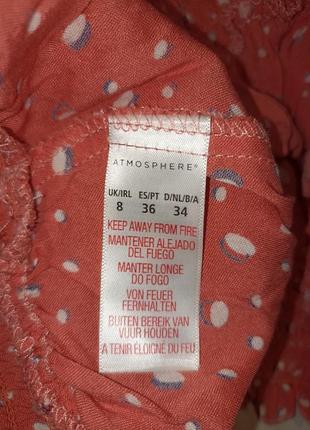 ATMOSPHERE®
UK/IRL ES/PT D/NL/B/A
8 36 34
KEEP AWAY FROM FIRE
MANTENER ALEJADO
DEL FUEGO
MANTER LONGE
DO FOGO
VON FEUER
FERNHALTEN
BUITEN BEREIK VAN
VUUR HOUDEN
A TENIR ÉLOIGNÉ DU FEU